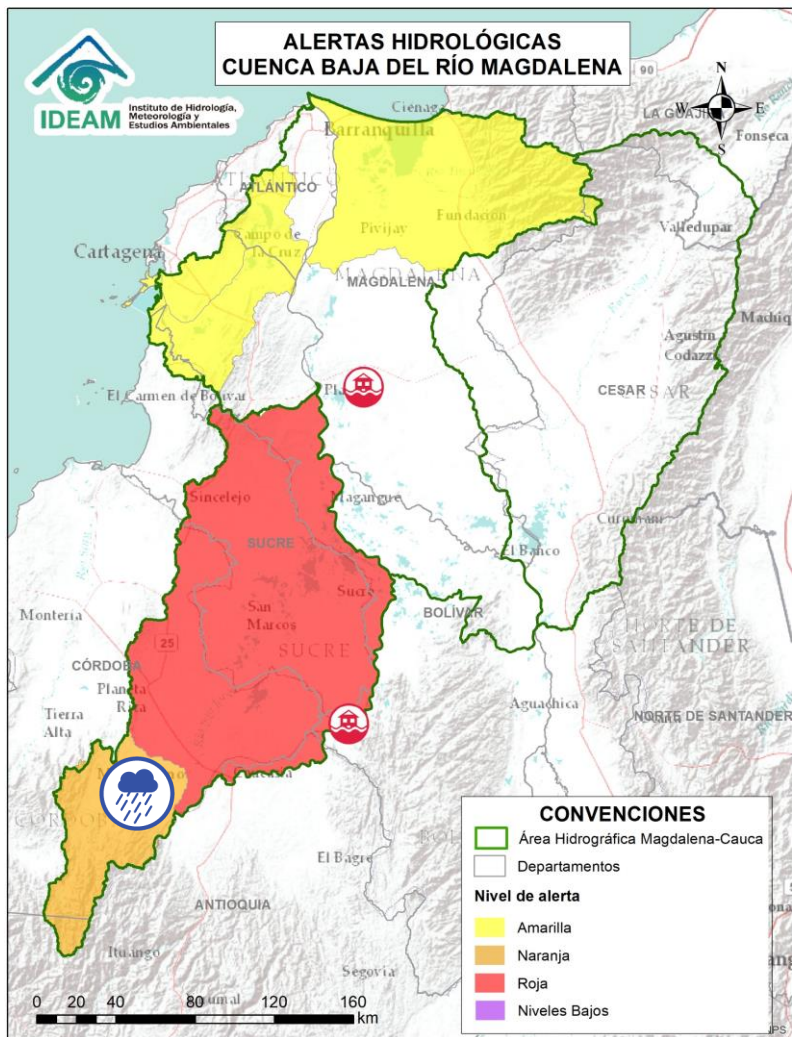 ALERTAS HIDROLÓGICAS
CUENCA BAJA DEL RÍO MAGDALENA
IDEAM
Instituto de Hidrología,
Meteorología y
Estudios Ambientales
N
W
E
S
90
LA GUAJI
Fonseca
Ciénaga
Barranquilla
ATLÁNTICO
Valledupar
Pivijay
Fundación
Campo de
la Cruz
Cartagena
MAGDALENA
MAGDALENA
Machiq
Agustín
Codazzi
CESAR
CESAR
El Carmen de Bolívar
Pla
Sincelejo
Magangué
SUCRE
Curumaní
El Banco
Sucre
BOLÍVAR
San
Marcos
Montería
NORTE DE
SANTANDER
25
SUCRE
CÓRDOBA
Planeta
Rica
Aguachica
NORTE DE SANTANDER
Tierra
Alta
El Bagre
ANTIOQUIA
Ituango
Segovia
CONVENCIONES
Área Hidrográfica Magdalena-Cauca
Departamentos
Nivel de alerta
Amarilla
Naranja
Roja
Niveles Bajos
0 20 40 80 120 160
km